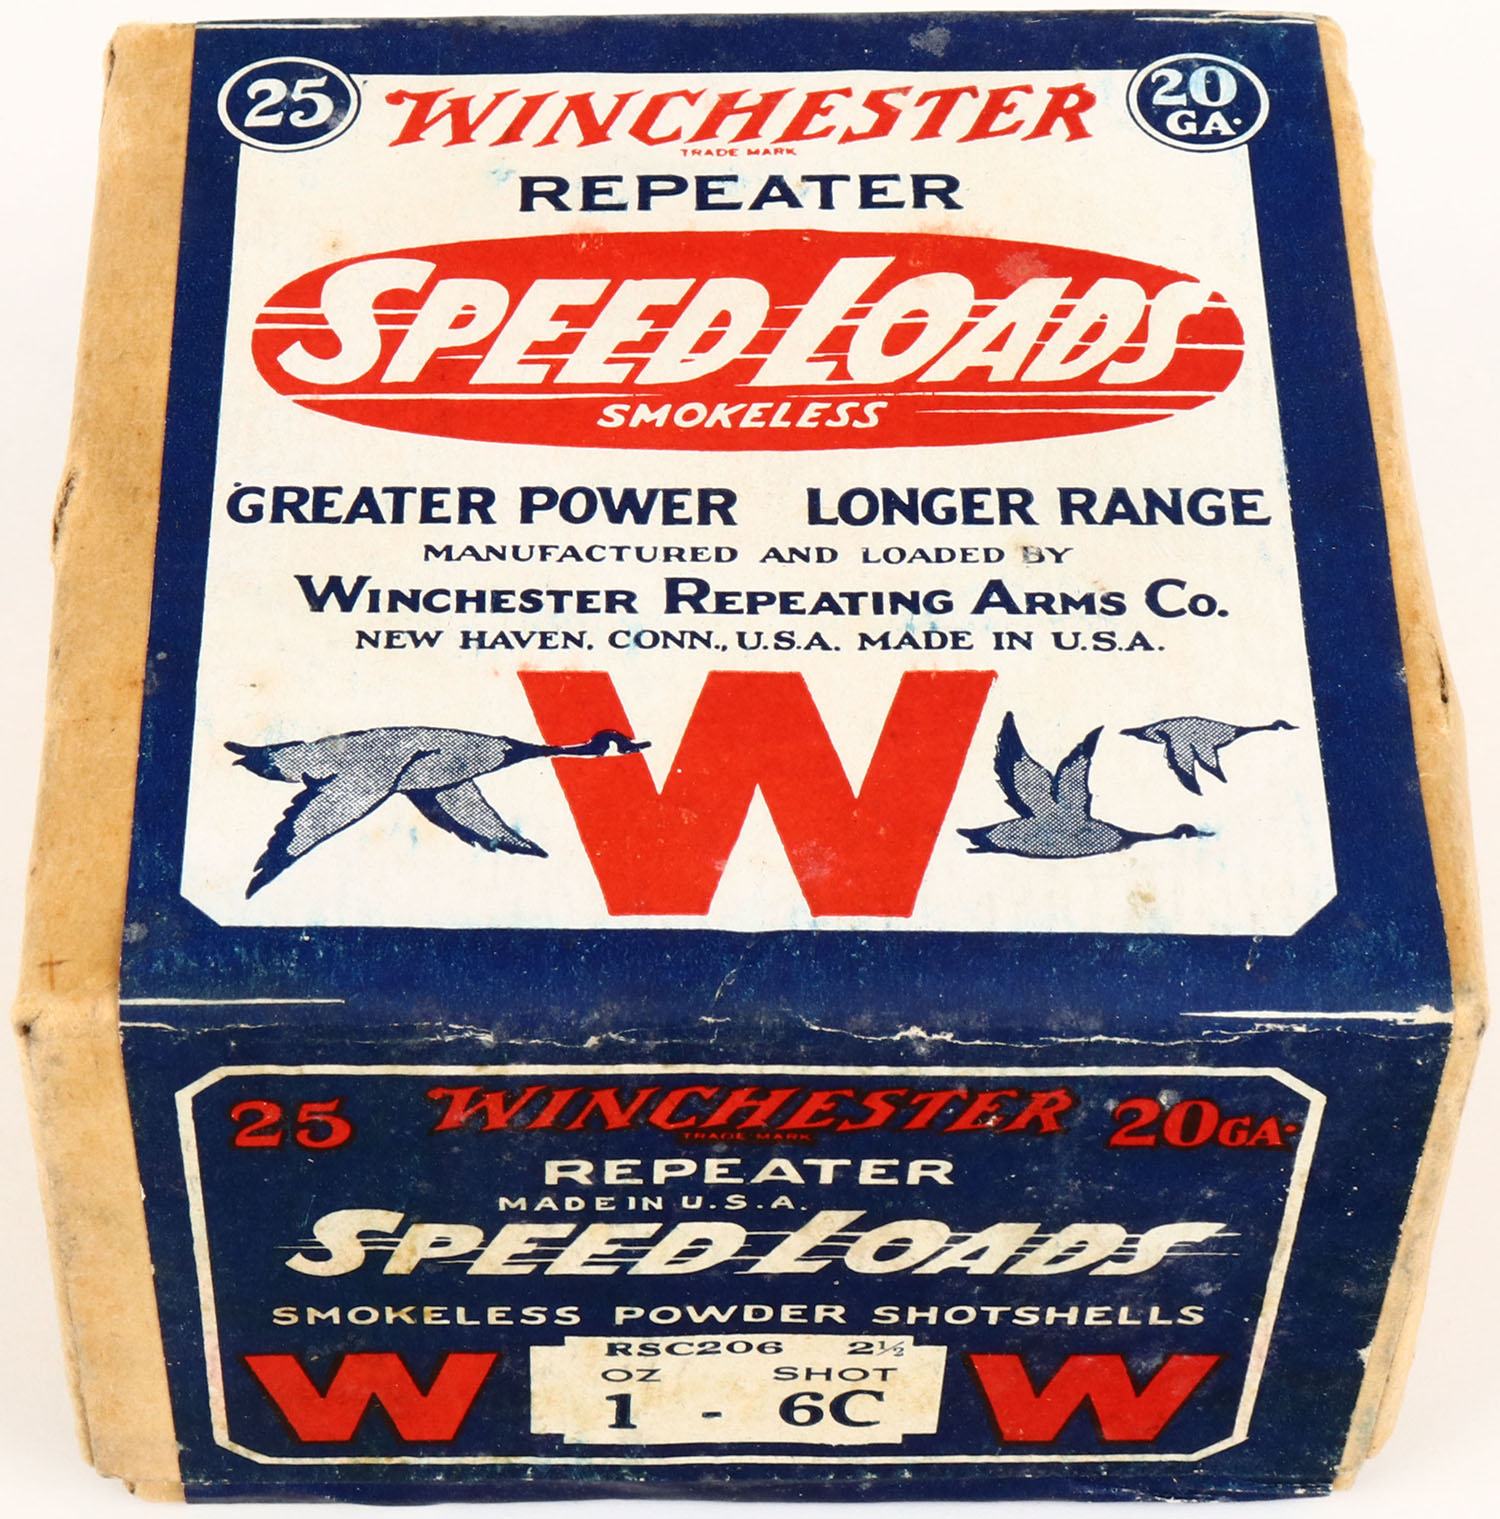 25 WINCHESTER 20 GA.
TRADE MARK
REPEATER
SPEED LOADS
SMOKELESS
GREATER POWER LONGER RANGE
MANUFACTURED AND LOADED BY
WINCHESTER REPEATING ARMS CO.
NEW HAVEN. CONN., U.S.A. MADE IN U.S.A.
W
25 WINCHESTER 20 GA.
TRADE MARK
REPEATER
MADE IN U.S.A.
SPEED LOADS
SMOKELESS POWDER SHOTSHELLS
RSC206 2½
OZ SHOT
W 1 - 6C W